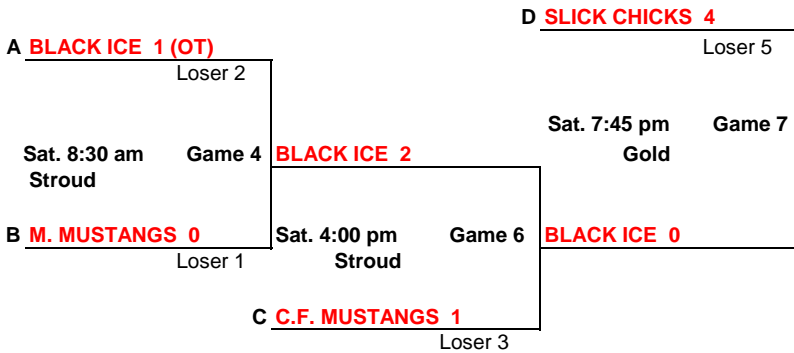 D SLICK CHICKS 4
A BLACK ICE 1 (OT)
Loser 5
Loser 2
Sat. 7:45 pm Game 7
Sat. 8:30 am Game 4 BLACK ICE 2
Gold
Stroud
B M. MUSTANGS 0 Sat. 4:00 pm Game 6 BLACK ICE 0
Loser 1 Stroud
C C.F. MUSTANGS 1
Loser 3